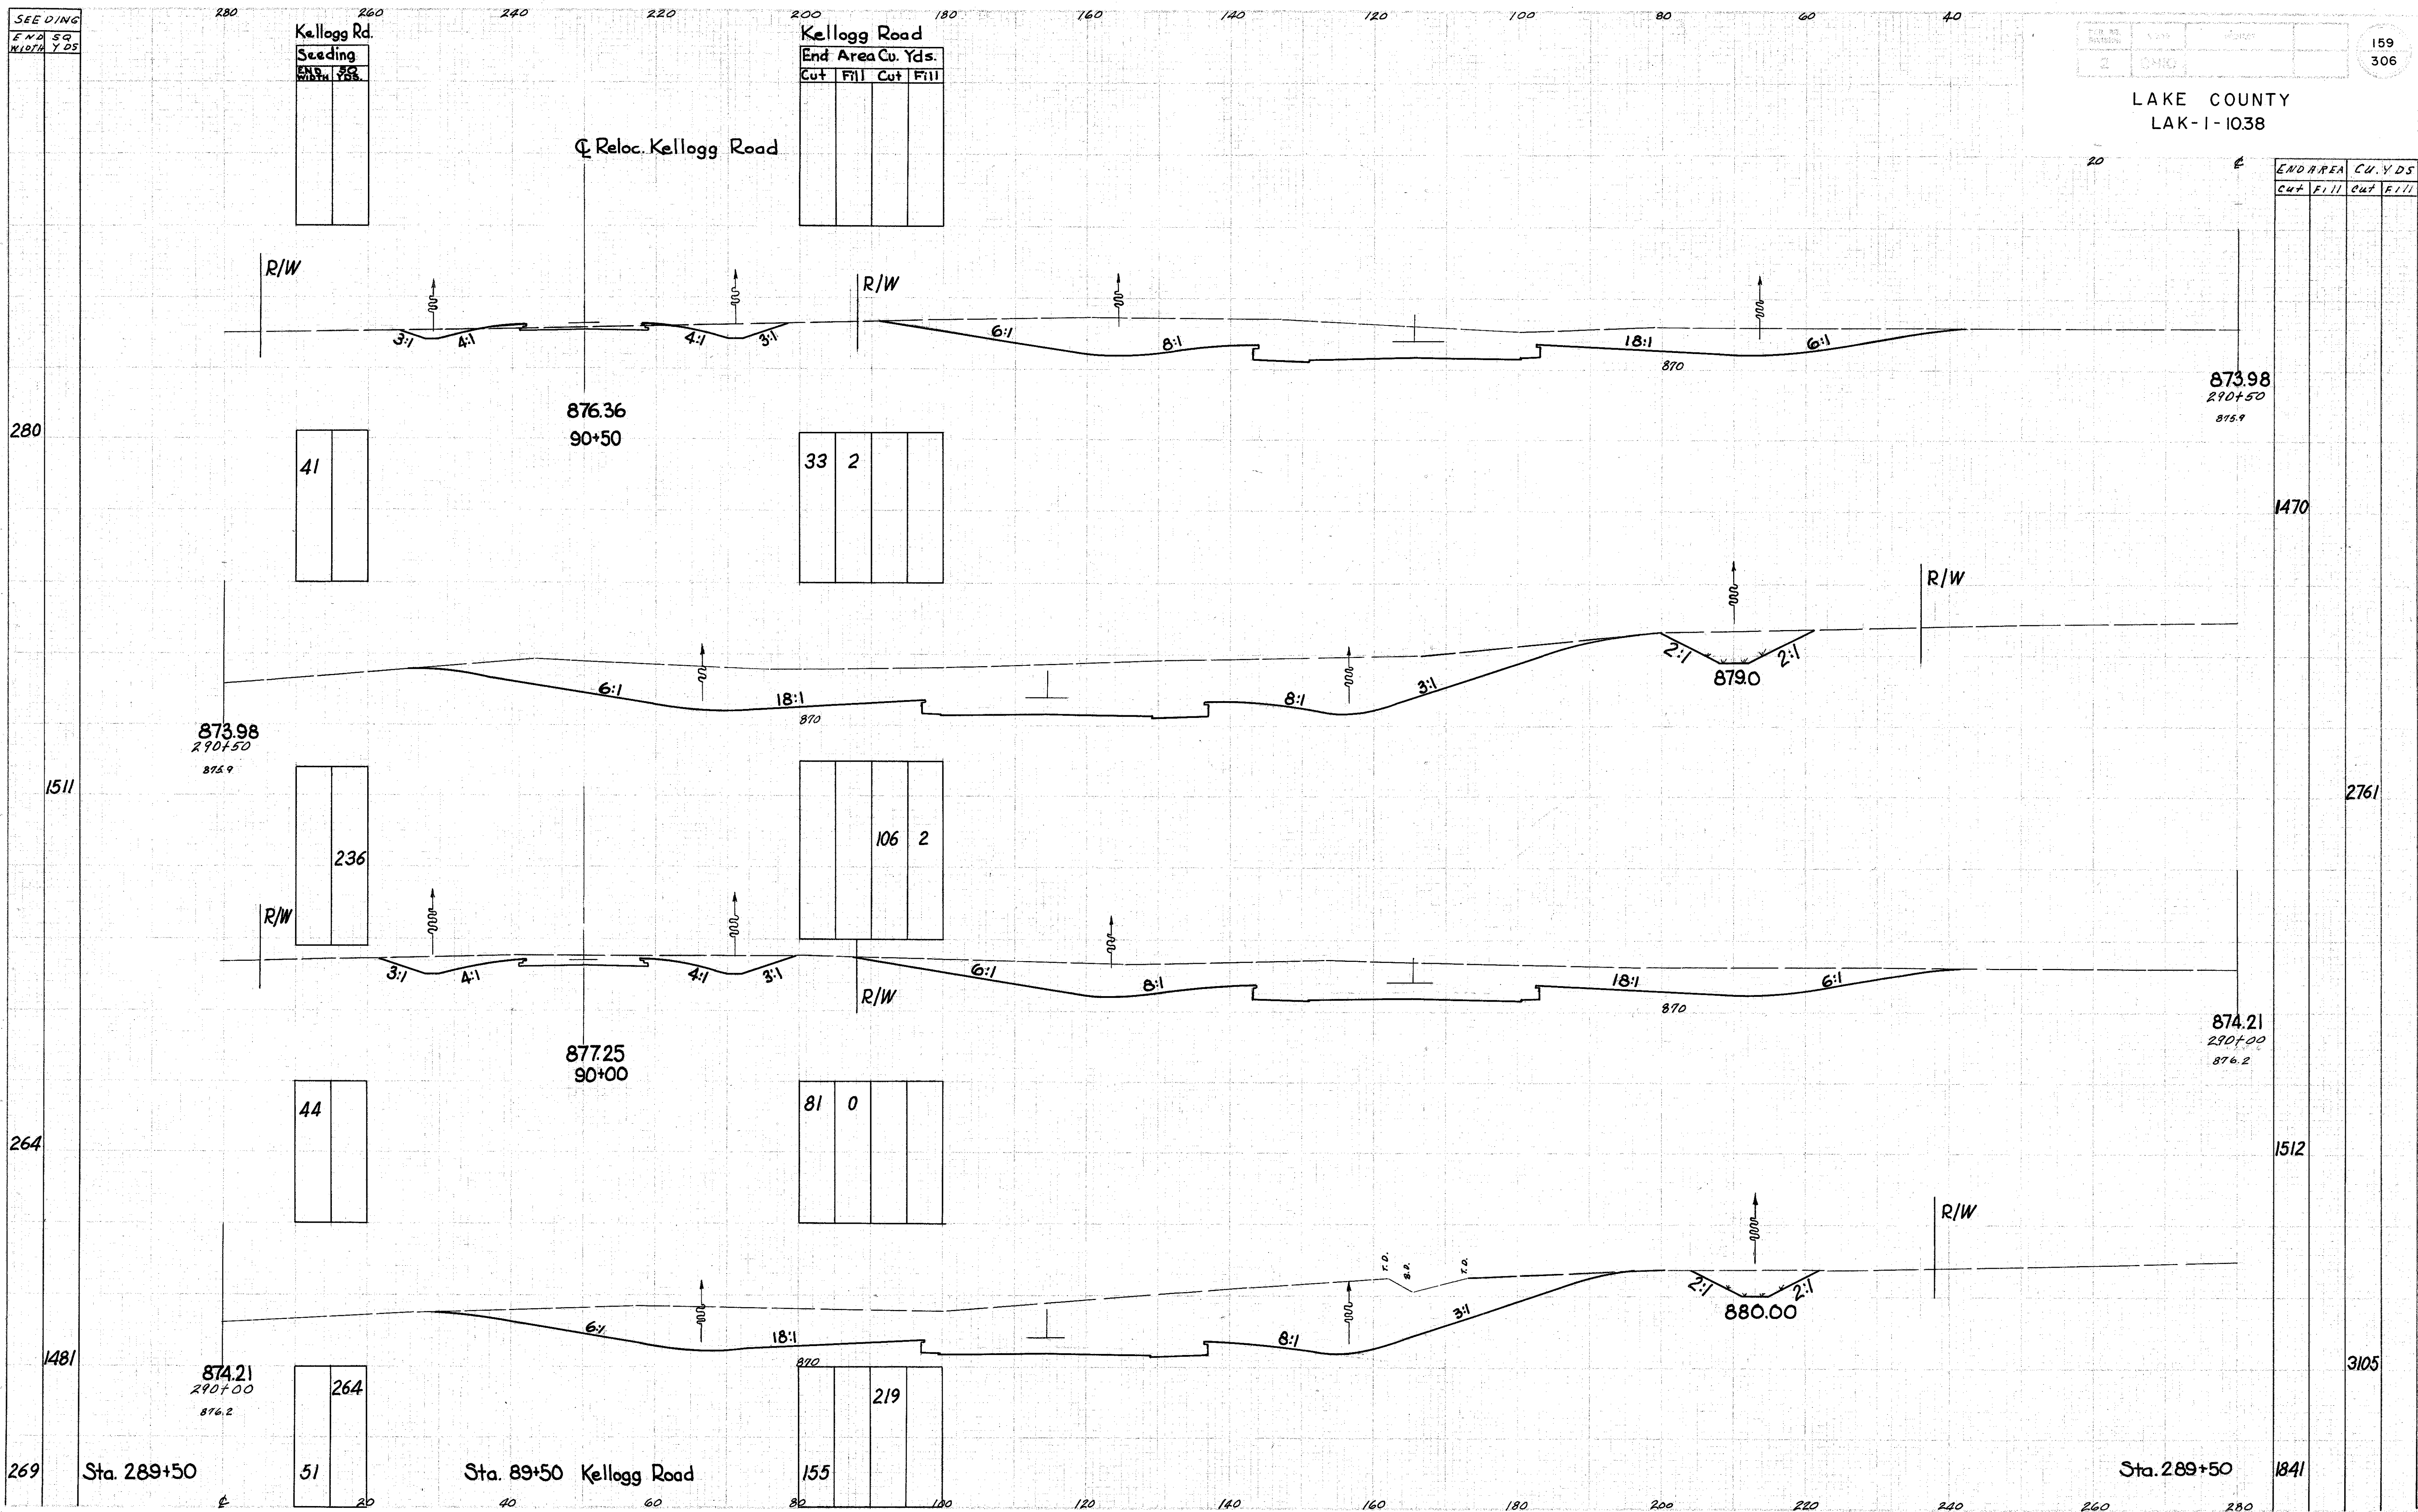 280 260 240 220 200 180 160 140 120 100 80 60 40
SEEDING
END WIDTH SQ YDS
Kellogg Rd.
Seeding
END WIDTH SQ. YDS.
Kellogg Road
End Area Cu. Yds.
Cut Fill Cut Fill
2 OHIO
159
306
LAKE COUNTY
LAK-1-10.38
℄ Reloc. Kellogg Road
20 ℄
END AREA CU. YDS
Cut Fill Cut Fill
R/W R/W
3:1 4:1 4:1 3:1 6:1 8:1 18:1 6:1
870
873.98
290+50
875.9
876.36
90+50
280
41
33 2
1470
R/W
6:1 18:1 8:1 3:1 2:1 2:1
879.0
870
873.98
290+50
875.9
1511
236
106 2
2761
R/W
3:1 4:1 4:1 3:1 6:1 8:1 18:1 6:1
R/W
870
874.21
290+00
876.2
877.25
90+00
44
81 0
264
1512
R/W
T.D. B.D. T.D.
6:1 18:1 8:1 3:1 2:1 2:1
880.00
870
1481
874.21
290+00
876.2
264
219
3105
269 Sta. 289+50 51 Sta. 89+50 Kellogg Road 155 Sta. 289+50 1841
℄ 20 40 60 80 100 120 140 160 180 200 220 240 260 280